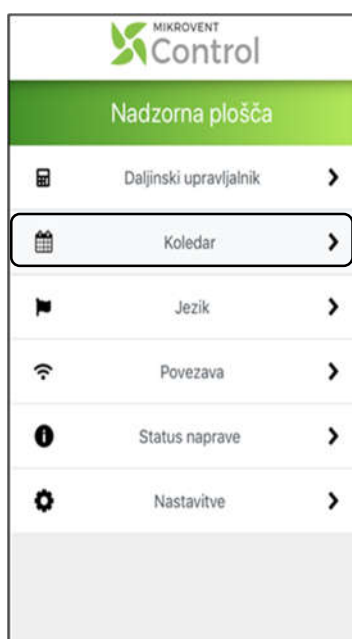 MIKROVENT
Control
Nadzorna plošča
Daljinski upravljalnik
Koledar
Jezik
Povezava
Status naprave
Nastavitve